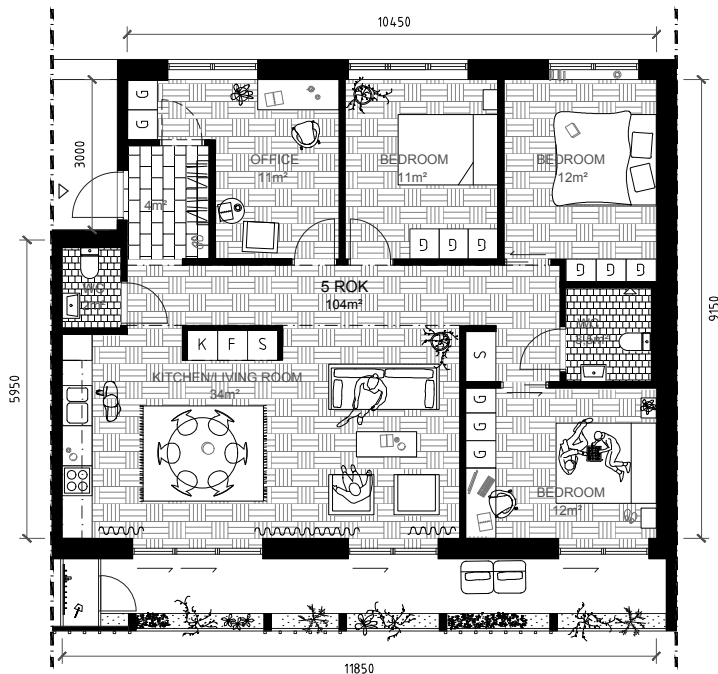 10450
3000
G
G
OFFICE
11m²
BEDROOM
11m²
BEDROOM
12m²
4m²
G G G
G G G
WC
2m²
5 ROK
104m²
WC
9150
5950
K F S
S
KITCHEN/LIVING ROOM
34m²
G
G
G
BEDROOM
12m²
11850